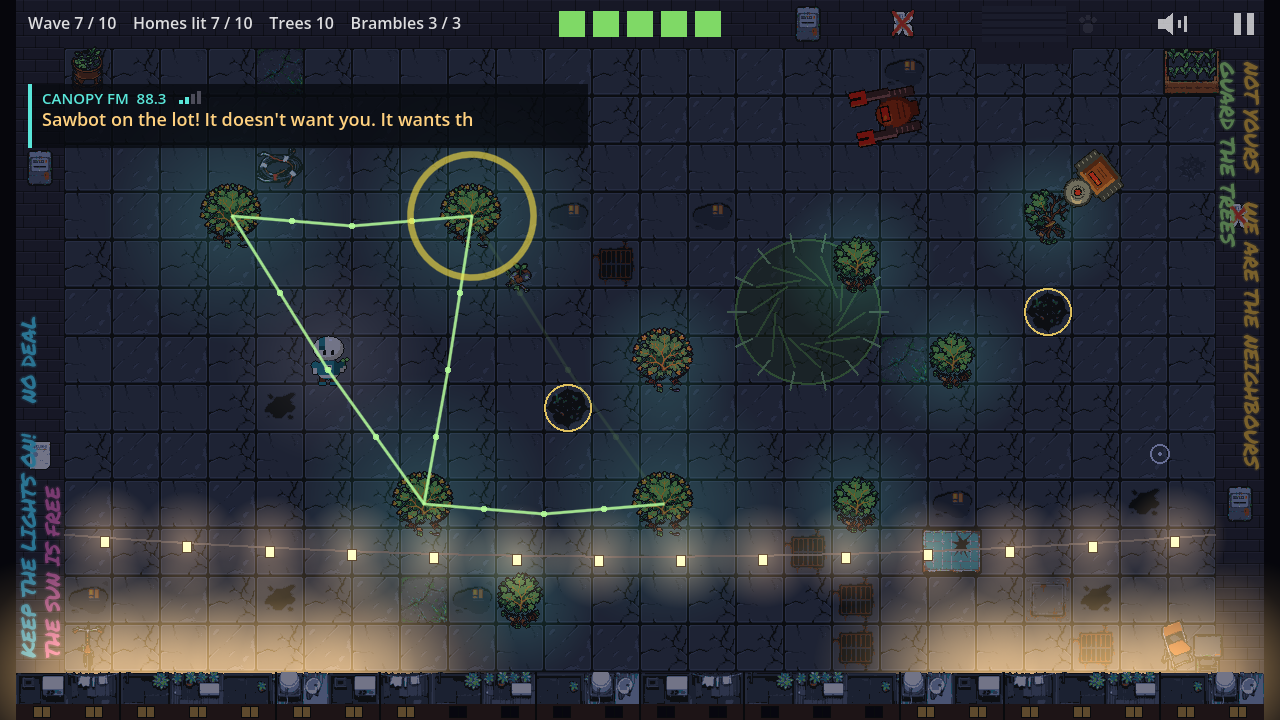 Wave 7 / 10 Homes lit 7 / 10 Trees 10 Brambles 3 / 3
CANOPY FM 88.3
Sawbot on the lot! It doesn't want you. It wants th
NO DEAL
KEEP THE LIGHTS ON!
THE SUN IS FREE
NOT YOURS
GUARD THE TREES
WE ARE THE NEIGHBOURS